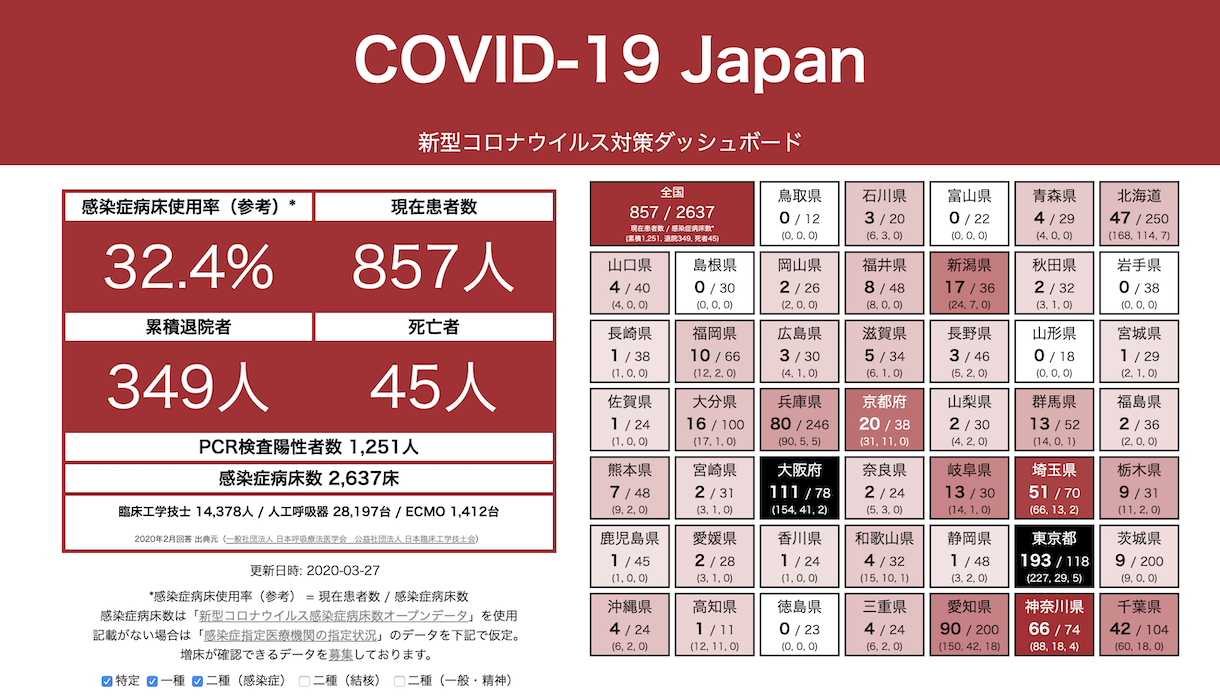 COVID-19 Japan
新型コロナウイルス対策ダッシュボード
感染症病床使用率（参考）* 現在患者数
32.4% 857人
累積退院者 死亡者
349人 45人
PCR検査陽性者数 1,251人
感染症病床数 2,637床
臨床工学技士 14,378人 / 人工呼吸器 28,197台 / ECMO 1,412台
2020年2月回答 出典元（一般社団法人 日本呼吸療法医学会　公益社団法人 日本臨床工学技士会）
更新日時: 2020-03-27
*感染症病床使用率（参考） = 現在患者数 / 感染症病床数
感染症病床数は「新型コロナウイルス感染症病床数オープンデータ」を使用
記載がない場合は「感染症指定医療機関の指定状況」のデータを下記で仮定。
増床が確認できるデータを募集しております。
特定 一種 二種（感染症） 二種（結核） 二種（一般・精神）
全国 鳥取県 石川県 富山県 青森県 北海道
857 / 2637 0 / 12 3 / 20 0 / 22 4 / 29 47 / 250
現在患者数 / 感染症病床数*
(累積1,251, 退院349, 死者45) (0, 0, 0) (6, 3, 0) (0, 0, 0) (4, 0, 0) (168, 114, 7)
山口県 島根県 岡山県 福井県 新潟県 秋田県 岩手県
4 / 40 0 / 30 2 / 26 8 / 48 17 / 36 2 / 32 0 / 38
(4, 0, 0) (0, 0, 0) (2, 0, 0) (8, 0, 0) (24, 7, 0) (3, 1, 0) (0, 0, 0)
長崎県 福岡県 広島県 滋賀県 長野県 山形県 宮城県
1 / 38 10 / 66 3 / 30 5 / 34 3 / 46 0 / 18 1 / 29
(1, 0, 0) (12, 2, 0) (4, 1, 0) (6, 1, 0) (5, 2, 0) (0, 0, 0) (2, 1, 0)
佐賀県 大分県 兵庫県 京都府 山梨県 群馬県 福島県
1 / 24 16 / 100 80 / 246 20 / 38 2 / 30 13 / 52 2 / 36
(1, 0, 0) (17, 1, 0) (90, 5, 5) (31, 11, 0) (4, 2, 0) (14, 0, 1) (2, 0, 0)
熊本県 宮崎県 大阪府 奈良県 岐阜県 埼玉県 栃木県
7 / 48 2 / 31 111 / 78 2 / 24 13 / 30 51 / 70 9 / 31
(9, 2, 0) (3, 1, 0) (154, 41, 2) (5, 3, 0) (14, 1, 0) (66, 13, 2) (11, 2, 0)
鹿児島県 愛媛県 香川県 和歌山県 静岡県 東京都 茨城県
1 / 45 2 / 28 1 / 24 4 / 32 1 / 48 193 / 118 9 / 200
(1, 0, 0) (3, 1, 0) (1, 0, 0) (15, 10, 1) (3, 2, 0) (227, 29, 5) (9, 0, 0)
沖縄県 高知県 徳島県 三重県 愛知県 神奈川県 千葉県
4 / 24 1 / 11 0 / 23 4 / 24 90 / 200 66 / 74 42 / 104
(6, 2, 0) (12, 11, 0) (0, 0, 0) (6, 2, 0) (150, 42, 18) (88, 18, 4) (60, 18, 0)